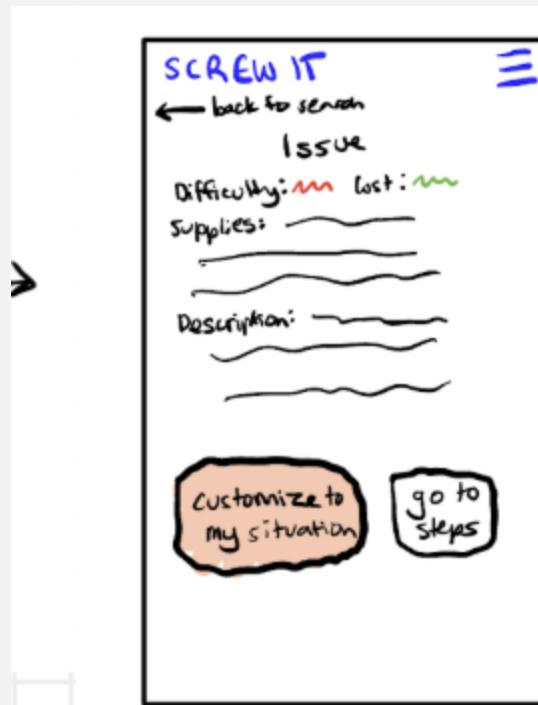 SCREW IT
back to search
Issue
Difficulty: Cost:
Supplies:
Description:
customize to
my situation
go to
steps